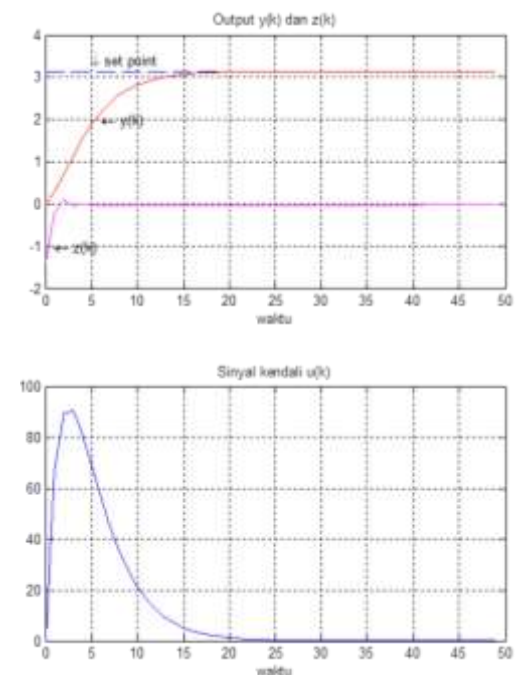 Output y(k) dan z(k)
4
← set point
3
2
← y(k)
1
0
-1
← z(k)
-2
0 5 10 15 20 25 30 35 40 45 50
waktu
Sinyal kendali u(k)
100
80
60
40
20
0
0 5 10 15 20 25 30 35 40 45 50
waktu